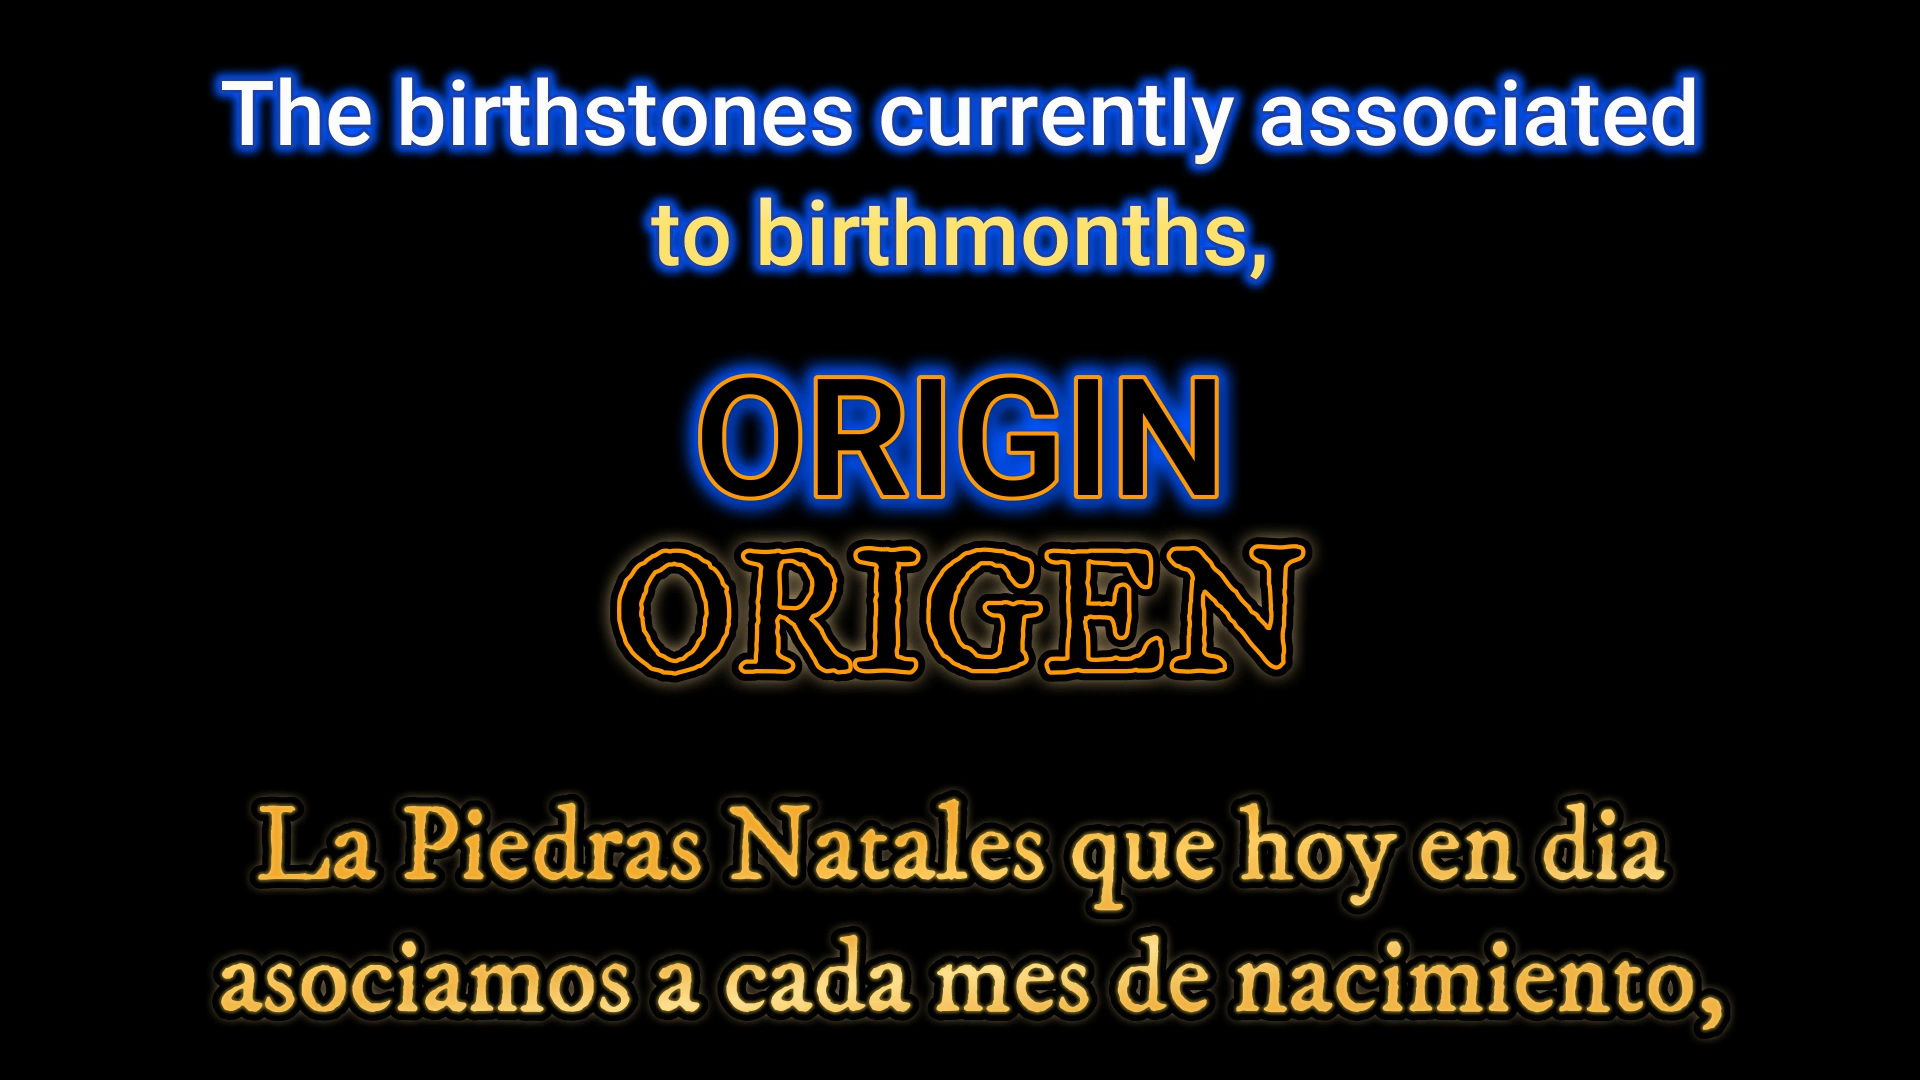 The birthstones currently associated
to birthmonths,
ORIGIN
ORIGEN
La Piedras Natales que hoy en dia
asociamos a cada mes de nacimiento,